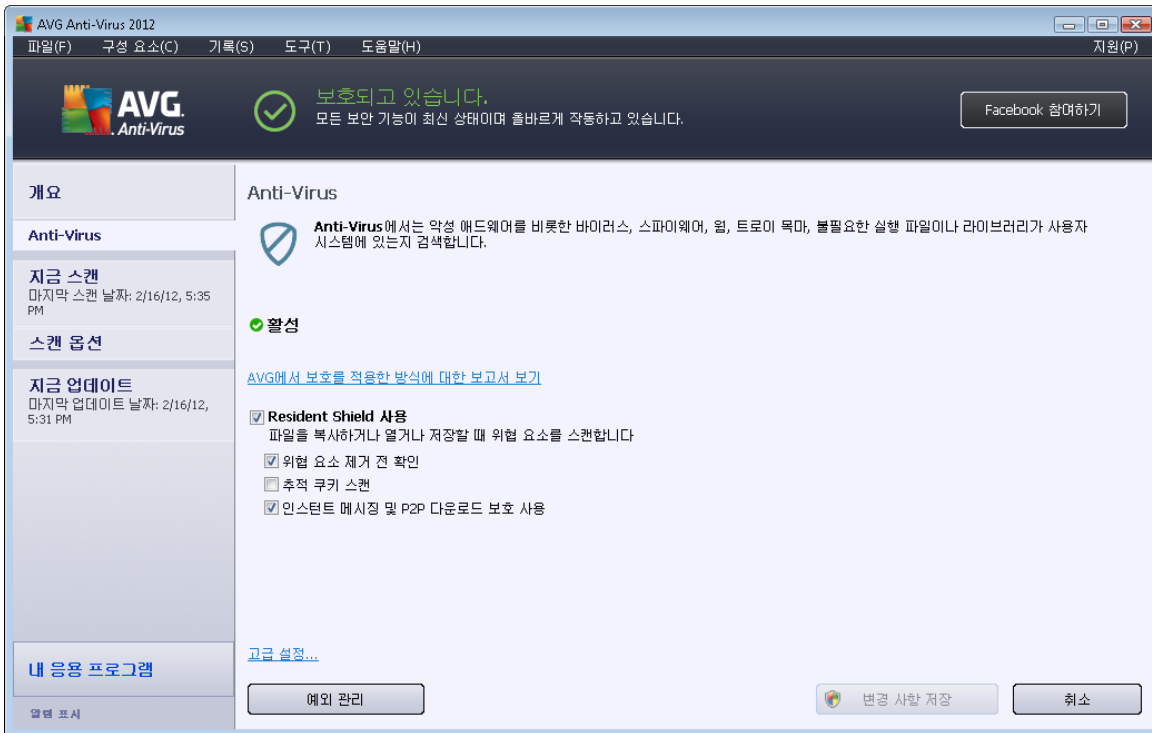 AVG Anti-Virus 2012
파일(F) 구성 요소(C) 기록(S) 도구(T) 도움말(H) 지원(P)
AVG.
Anti-Virus
보호되고 있습니다.
모든 보안 기능이 최신 상태이며 올바르게 작동하고 있습니다.
Facebook 참여하기
개요
Anti-Virus
지금 스캔
마지막 스캔 날짜: 2/16/12, 5:35
PM
스캔 옵션
지금 업데이트
마지막 업데이트 날짜: 2/16/12,
5:31 PM
내 응용 프로그램
알림 표시
Anti-Virus
Anti-Virus에서는 악성 애드웨어를 비롯한 바이러스, 스파이웨어, 웜, 트로이 목마, 불필요한 실행 파일이나 라이브러리가 사용자
시스템에 있는지 검색합니다.
활성
AVG에서 보호를 적용한 방식에 대한 보고서 보기
Resident Shield 사용
파일을 복사하거나 열거나 저장할 때 위협 요소를 스캔합니다
위협 요소 제거 전 확인
추적 쿠키 스캔
인스턴트 메시징 및 P2P 다운로드 보호 사용
고급 설정...
예외 관리
변경 사항 저장
취소